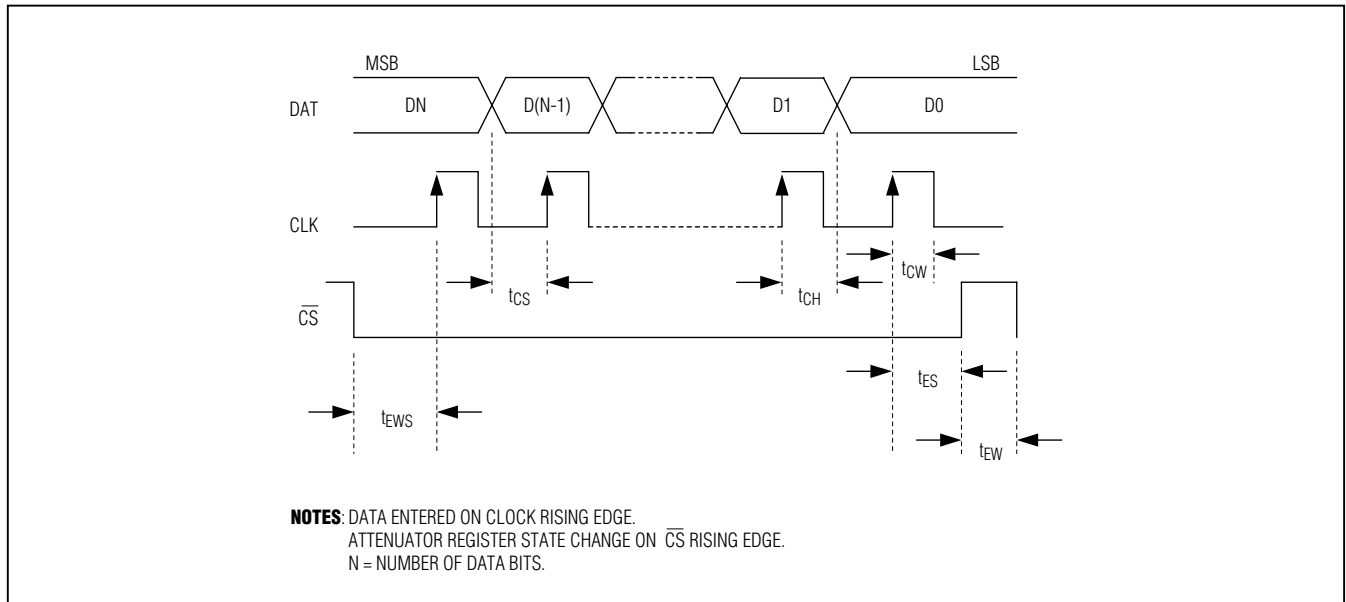 MSB LSB
DAT DN D(N-1) D1 D0
CLK
tCW
tCS tCH
CS
tES
tEWS
tEW
NOTES: DATA ENTERED ON CLOCK RISING EDGE.
ATTENUATOR REGISTER STATE CHANGE ON CS RISING EDGE.
N = NUMBER OF DATA BITS.